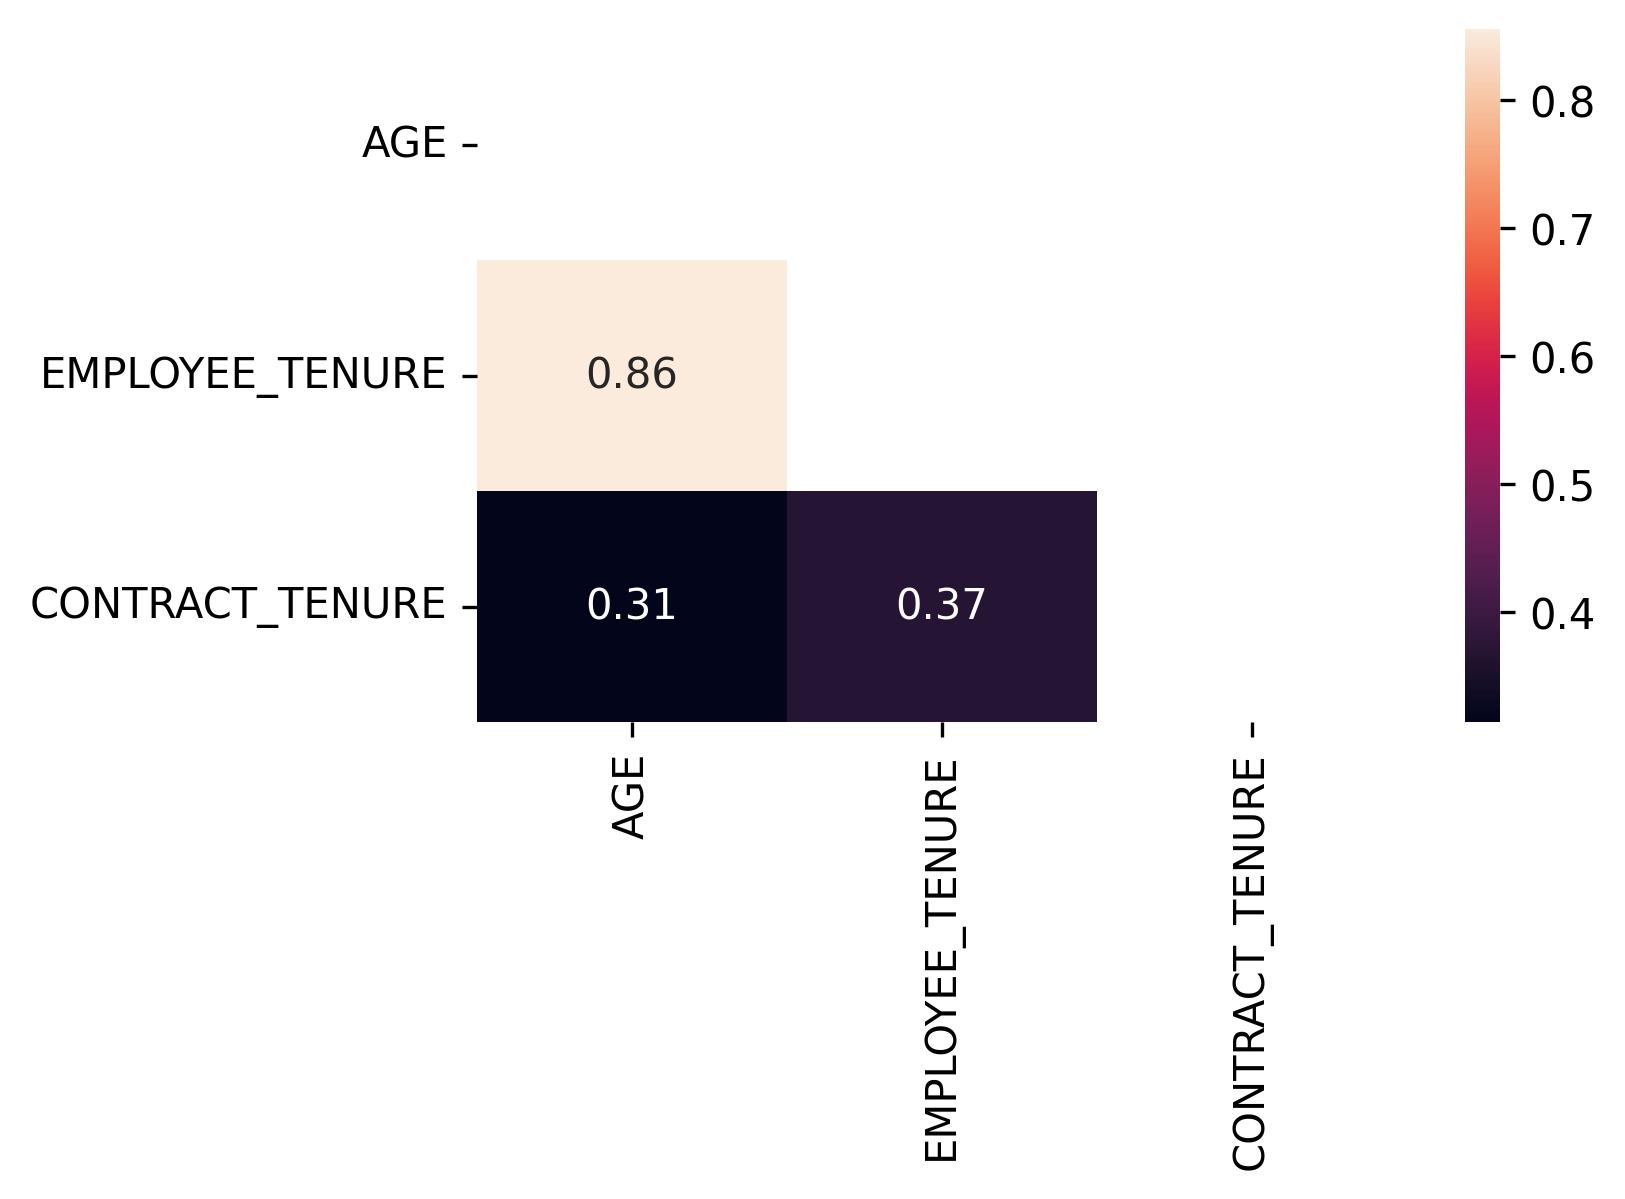 AGE
EMPLOYEE_TENURE
CONTRACT_TENURE
0.86
0.31
0.37
AGE
EMPLOYEE_TENURE
CONTRACT_TENURE
0.8
0.7
0.6
0.5
0.4